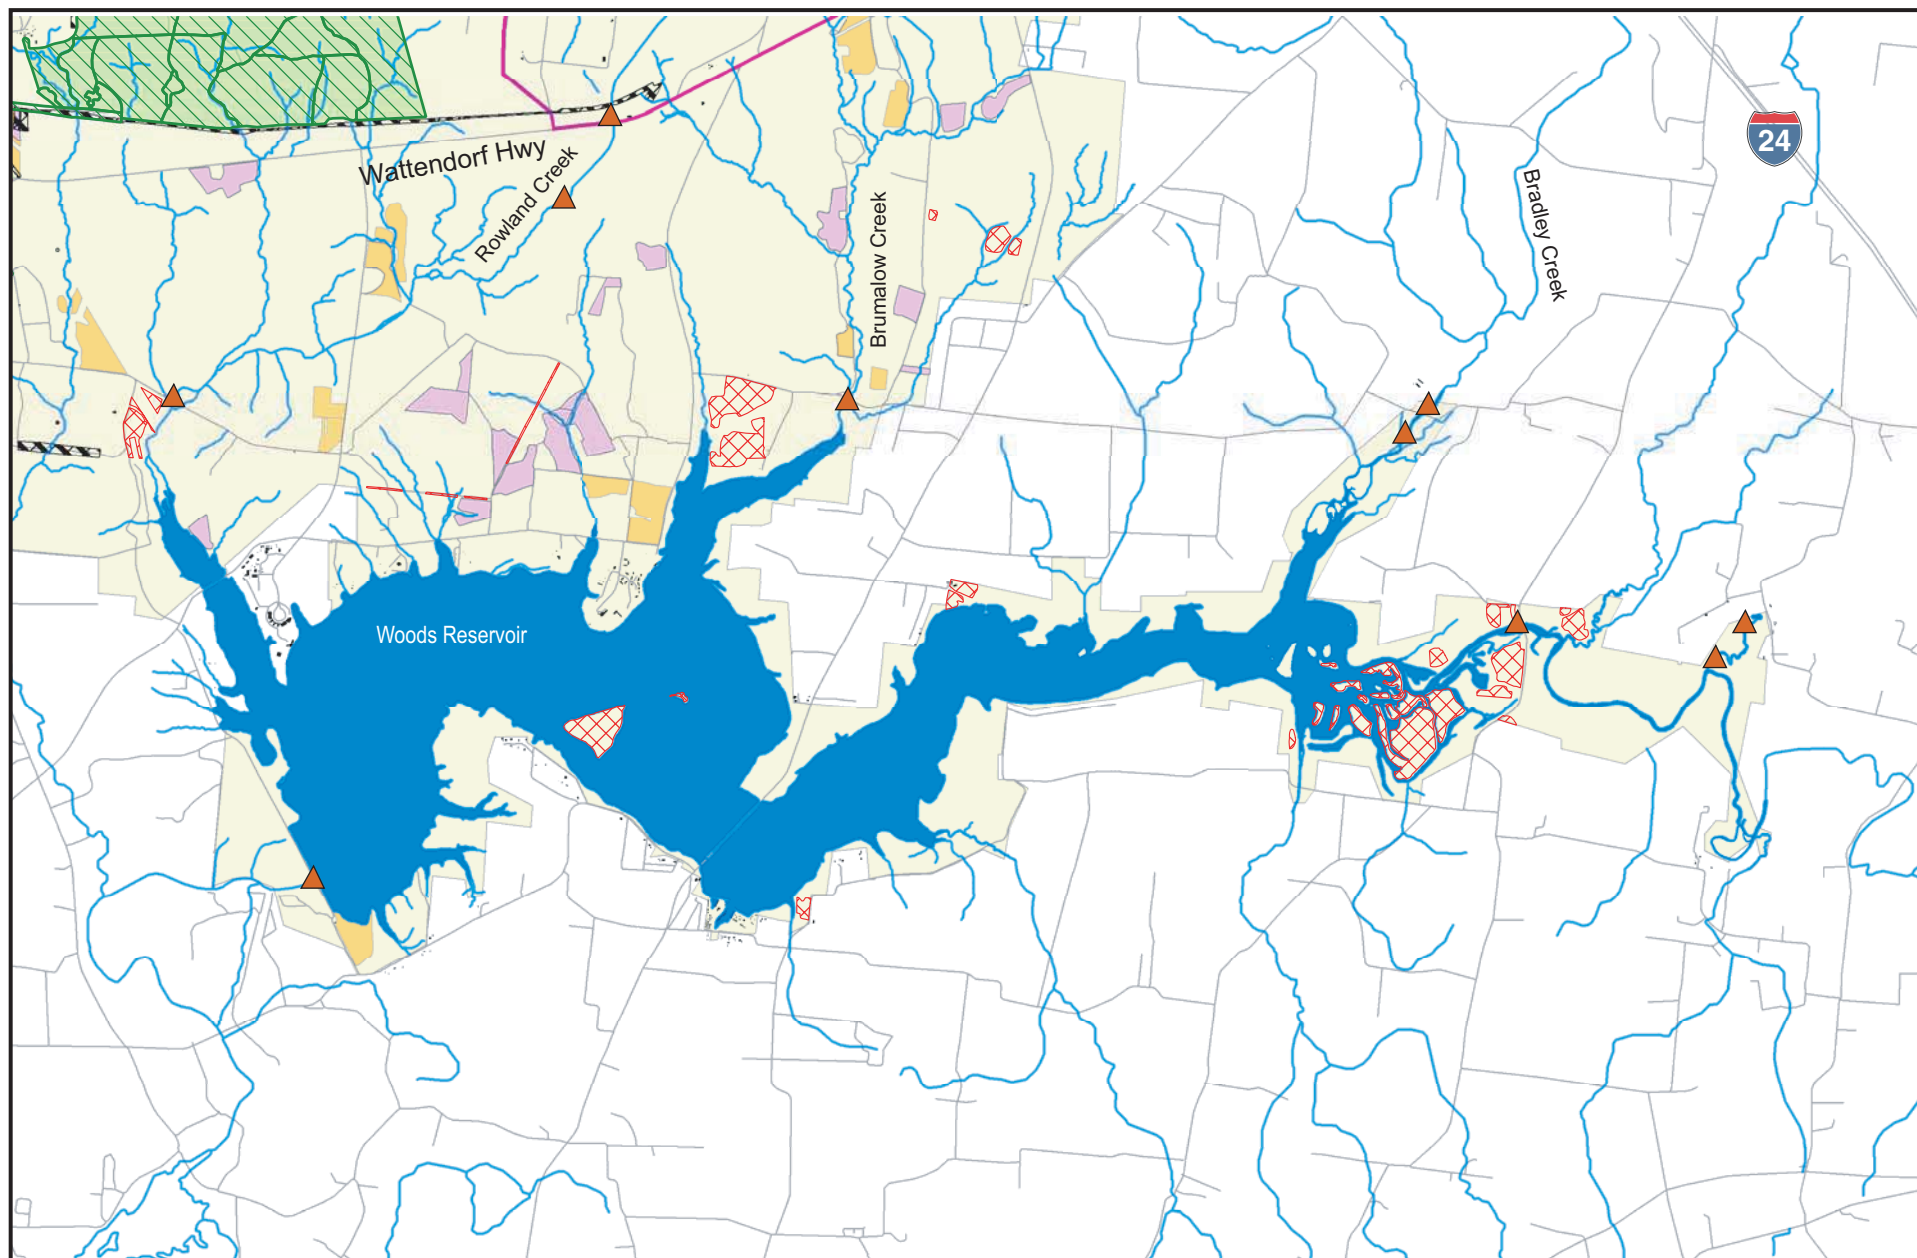 24
Wattendorf Hwy
Rowland Creek
Bradley Creek
Brumalow Creek
Woods Reservoir